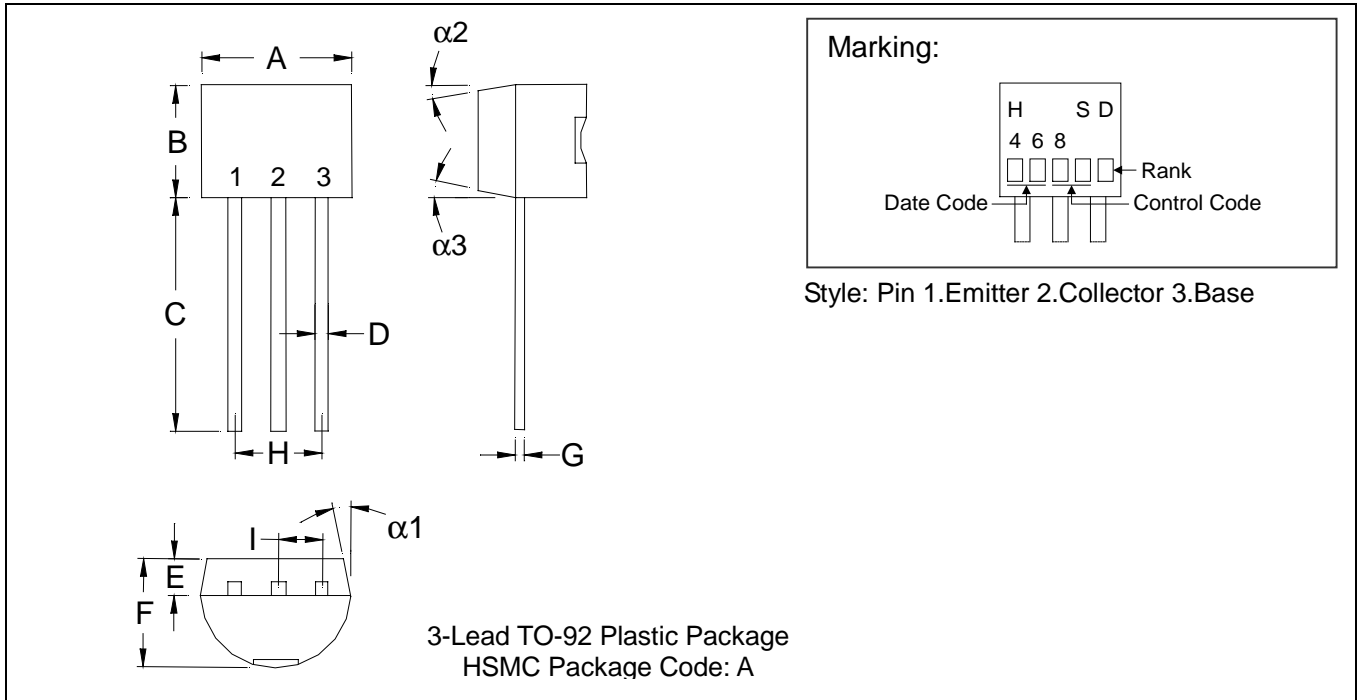 α2
A
B
1 2 3
α3
C
D
H
G
α1
I
E
F
3-Lead TO-92 Plastic Package
HSMC Package Code: A
Marking:
H S D
4 6 8
Rank
Date Code
Control Code
Style: Pin 1.Emitter 2.Collector 3.Base